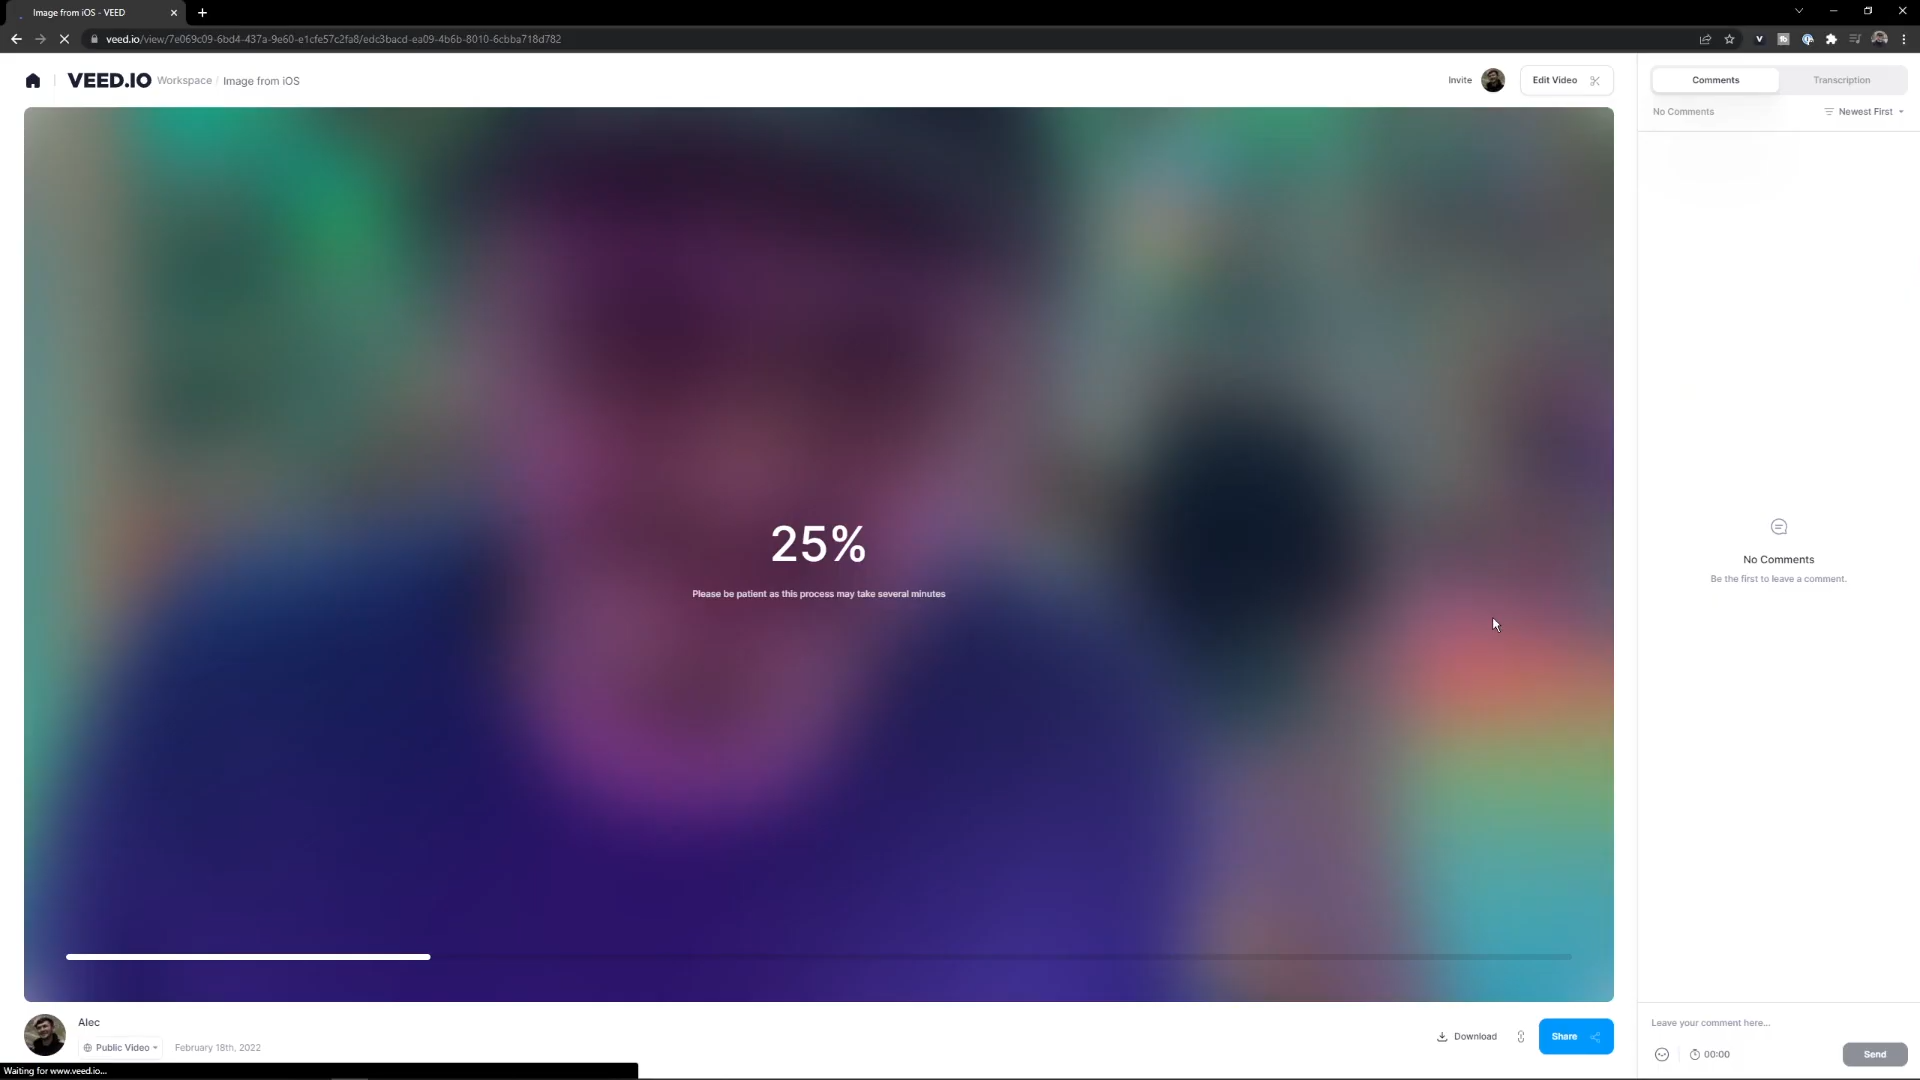 Image from iOS - VEED
veed.io/view/7e069c09-6bd4-437a-9e60-e1cfe57c2fa8/edc3bacd-ea09-4b6b-8010-6cbba718d782
VEED.IO Workspace / Image from iOS
Invite
Edit Video
Comments
Transcription
No Comments
Newest First
25%
Please be patient as this process may take several minutes
No Comments
Be the first to leave a comment.
Alec
Public Video
February 18th, 2022
Download
Share
Leave your comment here...
00:00
Send
Waiting for www.veed.io...